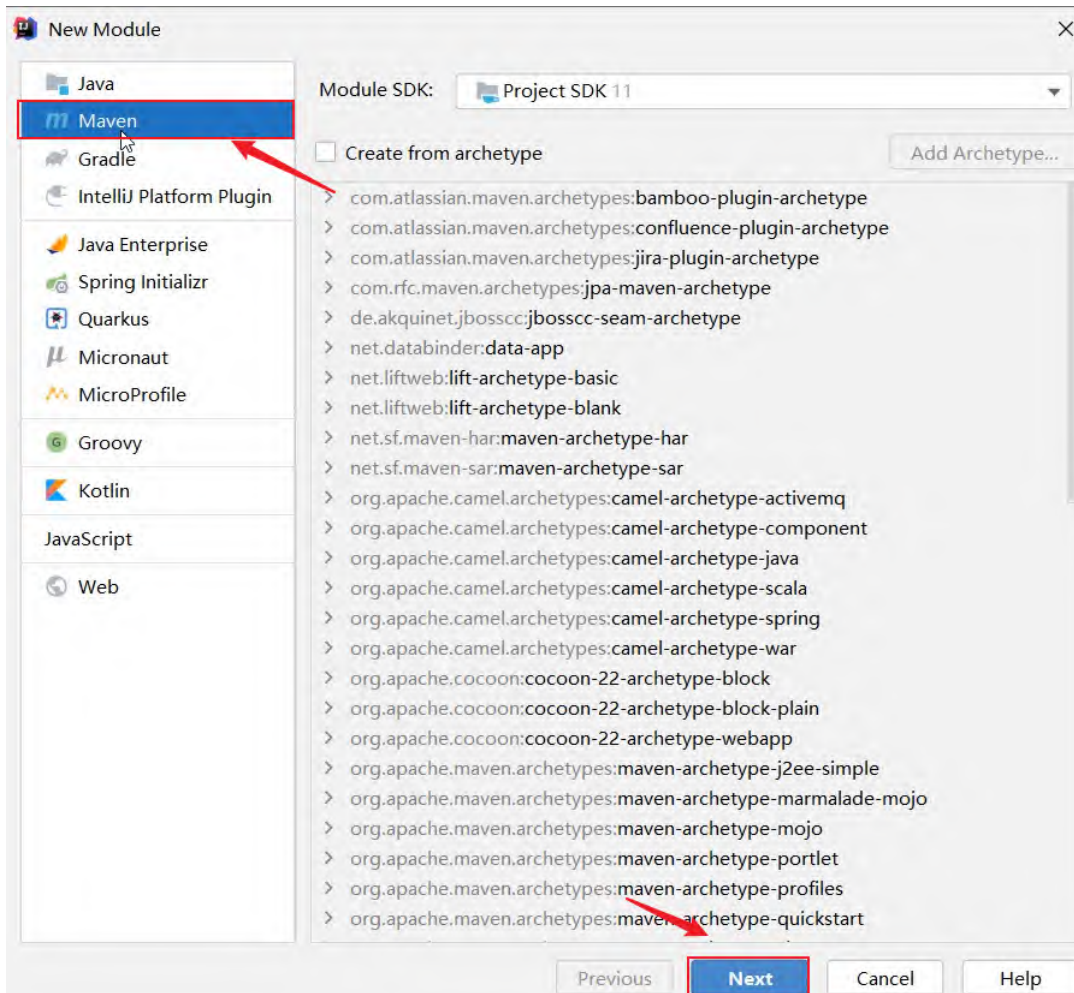 New Module
Java
Maven
Gradle
IntelliJ Platform Plugin
Java Enterprise
Spring Initializr
Quarkus
Micronaut
MicroProfile
Groovy
Kotlin
JavaScript
Web
Module SDK: Project SDK 11
Create from archetype Add Archetype...
com.atlassian.maven.archetypes:bamboo-plugin-archetype
com.atlassian.maven.archetypes:confluence-plugin-archetype
com.atlassian.maven.archetypes:jira-plugin-archetype
com.rfc.maven.archetypes:jpa-maven-archetype
de.akquinet.jbosscc:jbosscc-seam-archetype
net.databinder:data-app
net.liftweb:lift-archetype-basic
net.liftweb:lift-archetype-blank
net.sf.maven-har:maven-archetype-har
net.sf.maven-sar:maven-archetype-sar
org.apache.camel.archetypes:camel-archetype-activemq
org.apache.camel.archetypes:camel-archetype-component
org.apache.camel.archetypes:camel-archetype-java
org.apache.camel.archetypes:camel-archetype-scala
org.apache.camel.archetypes:camel-archetype-spring
org.apache.camel.archetypes:camel-archetype-war
org.apache.cocoon:cocoon-22-archetype-block
org.apache.cocoon:cocoon-22-archetype-block-plain
org.apache.cocoon:cocoon-22-archetype-webapp
org.apache.maven.archetypes:maven-archetype-j2ee-simple
org.apache.maven.archetypes:maven-archetype-marmalade-mojo
org.apache.maven.archetypes:maven-archetype-mojo
org.apache.maven.archetypes:maven-archetype-portlet
org.apache.maven.archetypes:maven-archetype-profiles
org.apache.maven.archetypes:maven-archetype-quickstart
Previous Next Cancel Help